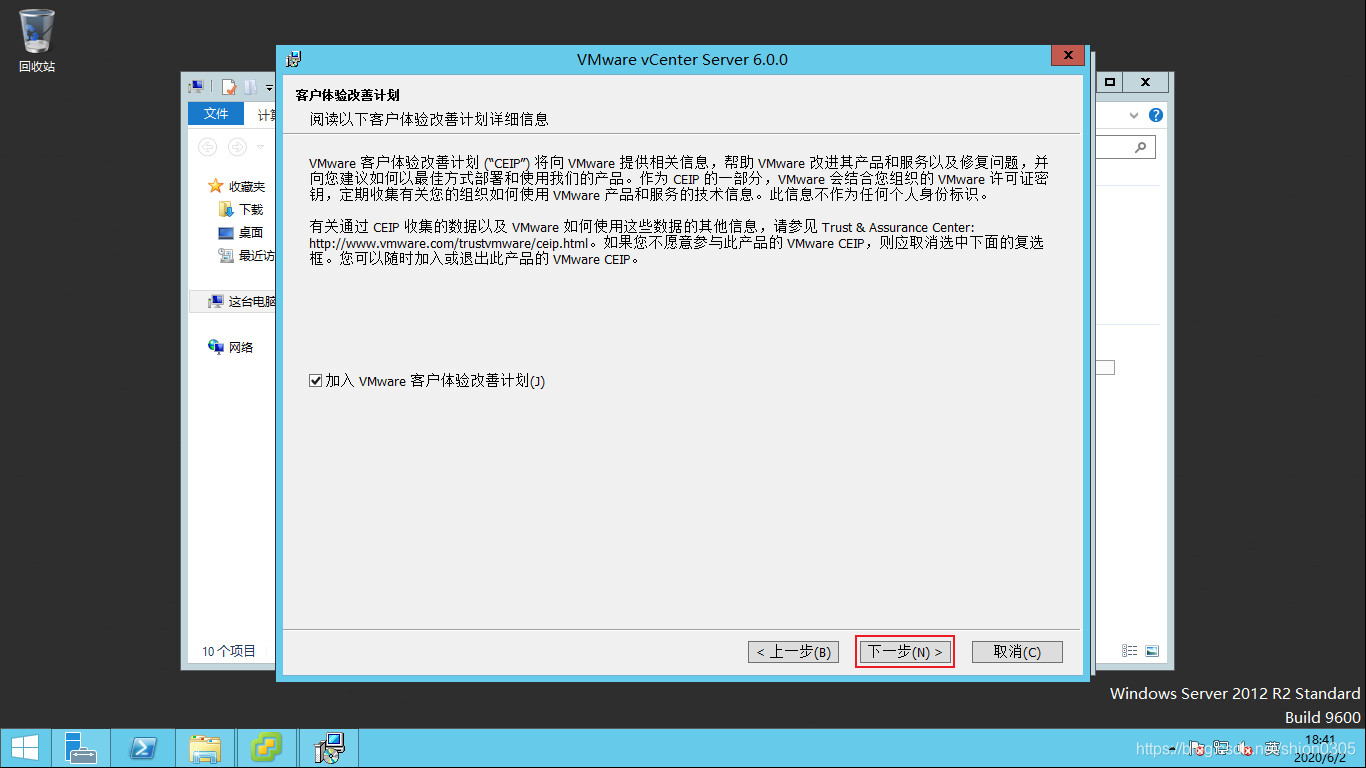 回收站
VMware vCenter Server 6.0.0
客户体验改善计划
阅读以下客户体验改善计划详细信息
文件
VMware 客户体验改善计划 (“CEIP”) 将向 VMware 提供相关信息，帮助 VMware 改进其产品和服务以及修复问题，并
向您建议如何以最佳方式部署和使用我们的产品。作为 CEIP 的一部分，VMware 会结合您组织的 VMware 许可证密
钥，定期收集有关您的组织如何使用 VMware 产品和服务的技术信息。此信息不作为任何个人身份标识。
有关通过 CEIP 收集的数据以及 VMware 如何使用这些数据的其他信息，请参见 Trust & Assurance Center:
http://www.vmware.com/trustvmware/ceip.html。如果您不愿意参与此产品的 VMware CEIP，则应取消选中下面的复选
框。您可以随时加入或退出此产品的 VMware CEIP。
收藏夹
下载
桌面
最近访
这台电脑
网络
加入 VMware 客户体验改善计划(J)
10 个项目
< 上一步(B)
下一步(N) >
取消(C)
Windows Server 2012 R2 Standard
Build 9600
英
18:41
2020/6/2